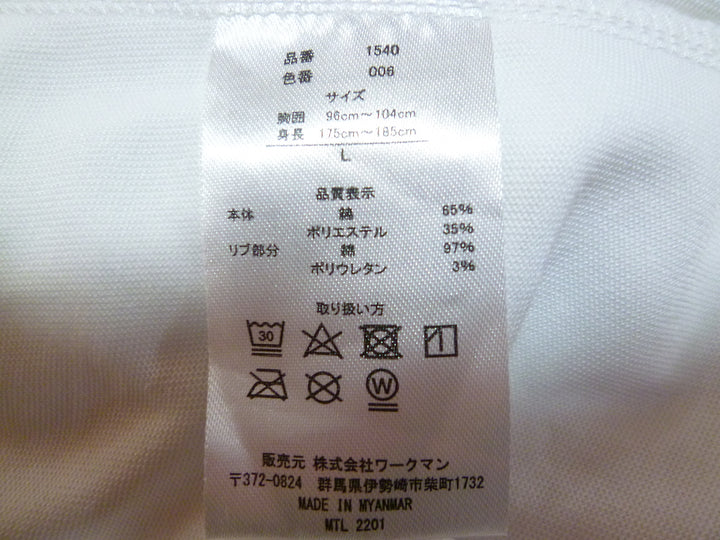 品番 1540
色番 006
サイズ
胸囲 96cm～104cm
身長 175cm～185cm
L
品質表示
本体 綿 65%
ポリエステル 35%
リブ部分 綿 97%
ポリウレタン 3%
取り扱い方
30
W
販売元 株式会社ワークマン
〒372-0824 群馬県伊勢崎市柴町1732
MADE IN MYANMAR
MTL 2201